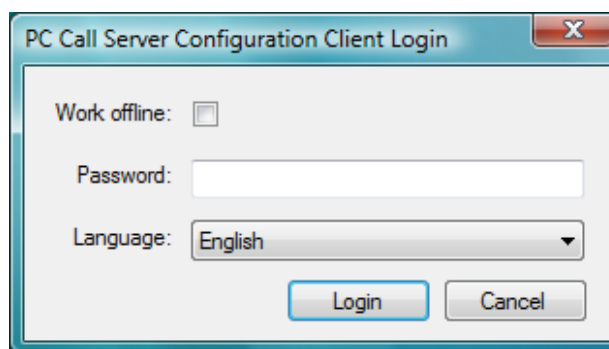 PC Call Server Configuration Client Login
Work offline:
Password:
Language: English
Login Cancel